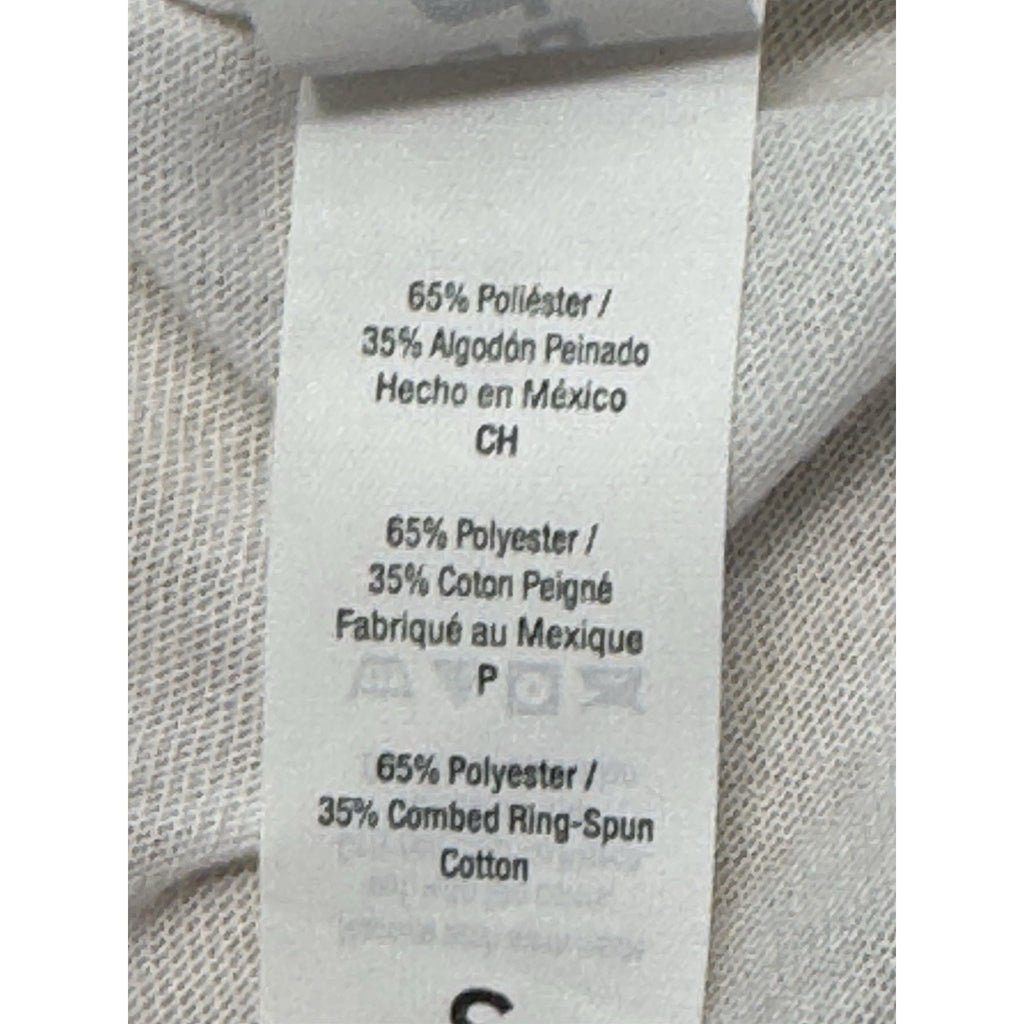 65% Poliéster /
35% Algodón Peinado
Hecho en México
CH
65% Polyester /
35% Coton Peigné
Fabriqué au Mexique
P
65% Polyester /
35% Combed Ring-Spun
Cotton
S